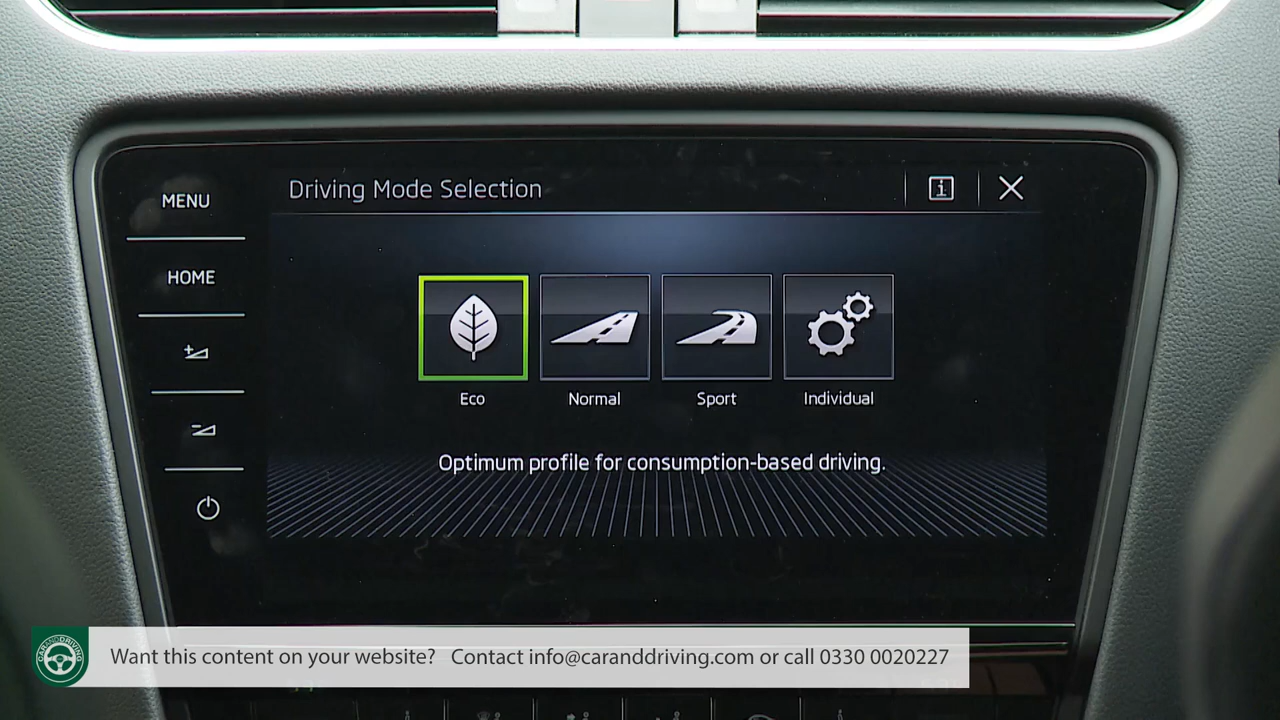 MENU
Driving Mode Selection
HOME
Eco
Normal
Sport
Individual
Optimum profile for consumption-based driving.
CARANDDRIVING
Want this content on your website? Contact info@caranddriving.com or call 0330 0020227